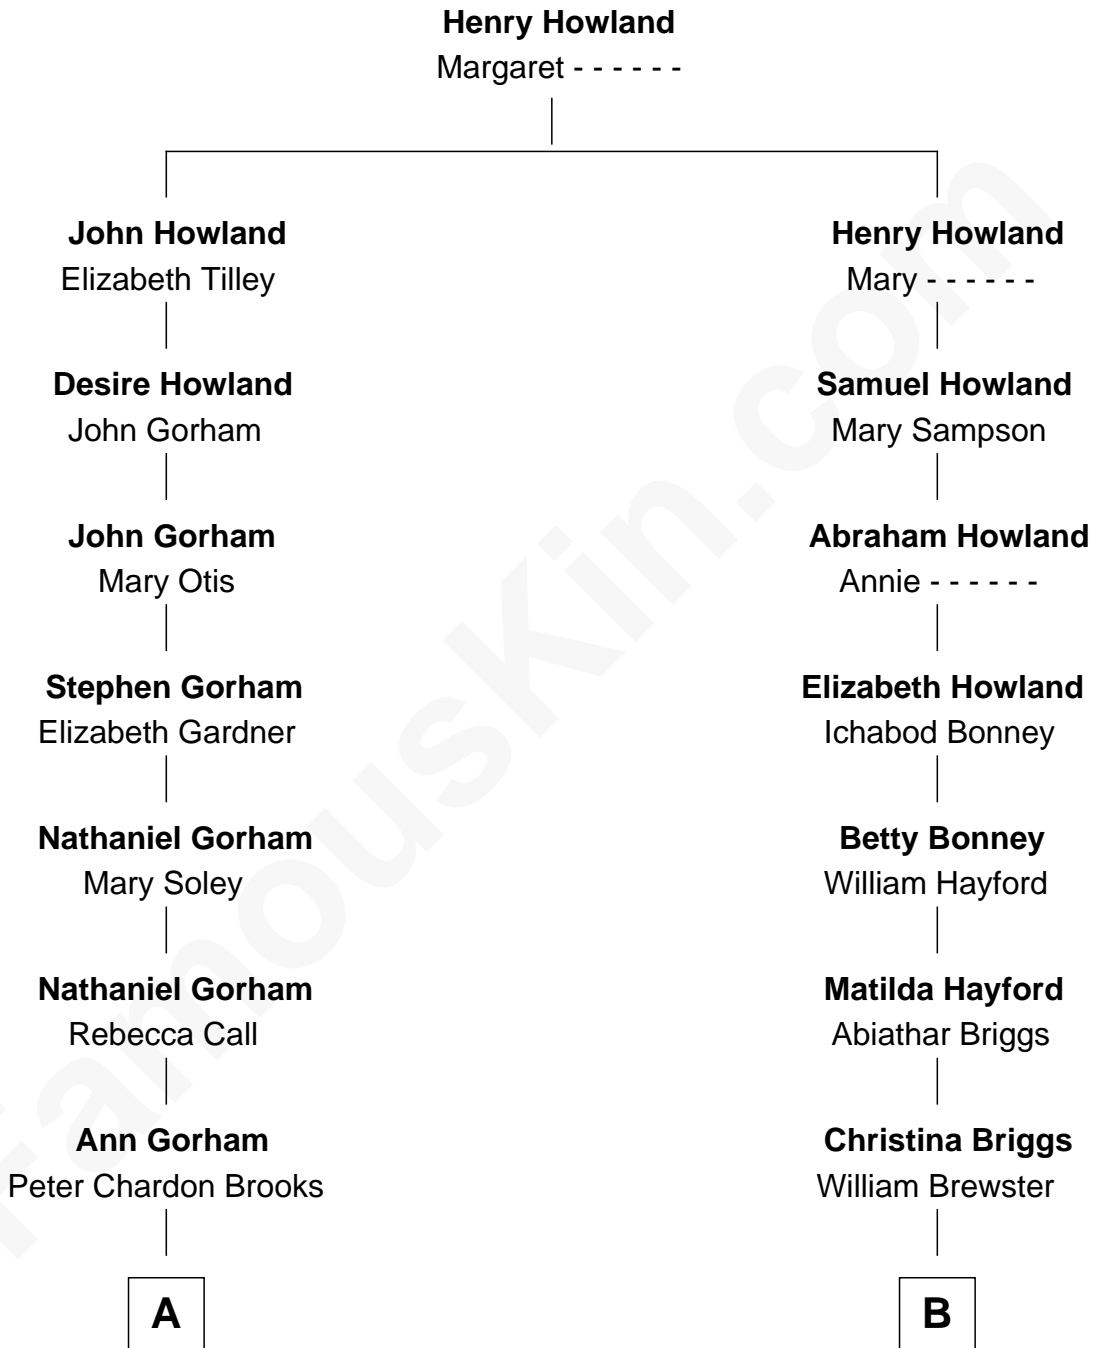 Henry Howland
Margaret - - - - - -
John Howland
Elizabeth Tilley
Henry Howland
Mary - - - - - -
Desire Howland
John Gorham
Samuel Howland
Mary Sampson
John Gorham
Mary Otis
Abraham Howland
Annie - - - - - -
Stephen Gorham
Elizabeth Gardner
Elizabeth Howland
Ichabod Bonney
Nathaniel Gorham
Mary Soley
Betty Bonney
William Hayford
Nathaniel Gorham
Rebecca Call
Matilda Hayford
Abiathar Briggs
Ann Gorham
Peter Chardon Brooks
Christina Briggs
William Brewster
A
B
FamousKin.com